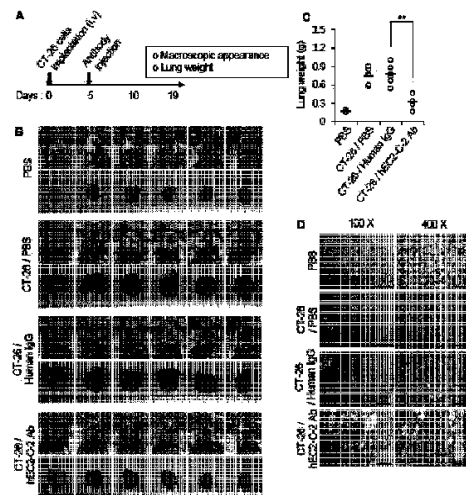 A
CT-26 cells
implantation (i.v)
Antibody
injection
Days : 0 5 10 19
o Macroscopic appearance
o Lung weight
B
PBS
CT-26 / PBS
CT-26 /
Human IgG
CT-26 /
hEC2-C-2 Ab
C
Lung weight (g)
1.5
1.2
0.9
0.6
0.3
0
**
PBS
CT-26 / PBS
CT-26 / Human IgG
CT-26 / hEC2-C-2 Ab
D
100 X
400 X
PBS
CT-26
/ PBS
CT-26
/ Human IgG
CT-26 /
hEC2-C-2 Ab